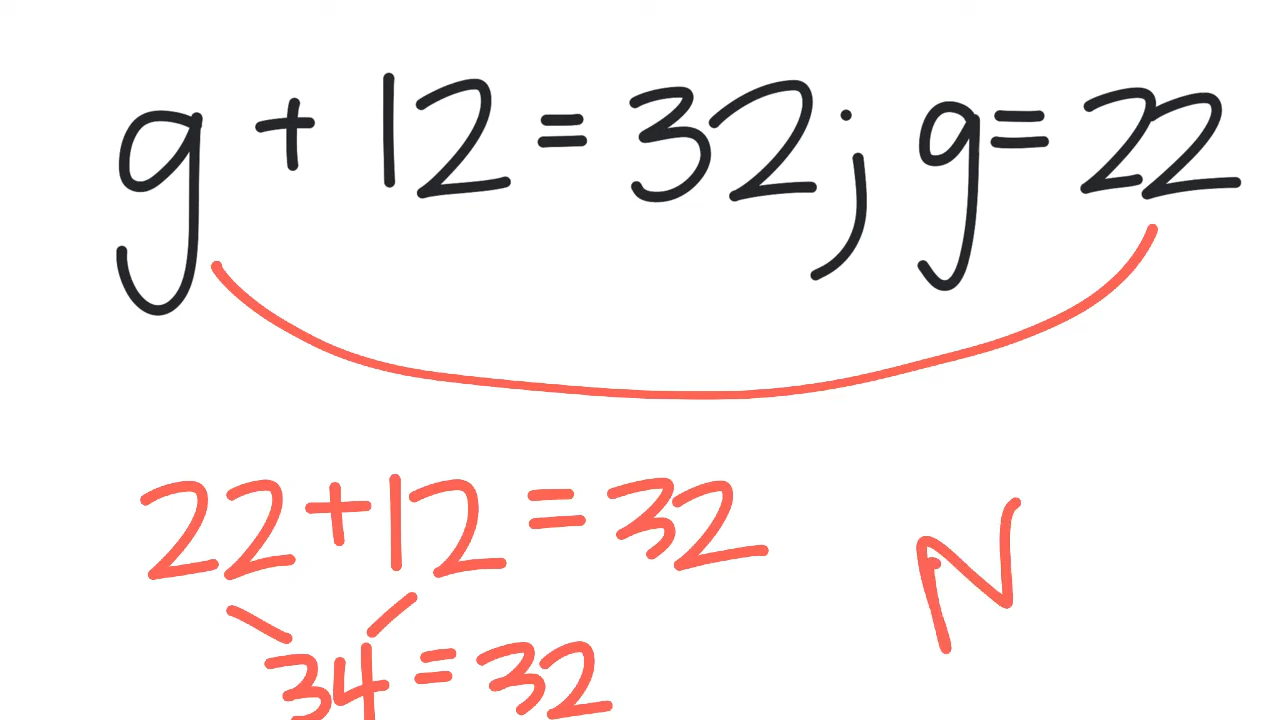 g + 12 = 32; g = 22
22 + 12 = 32
N
34 = 32